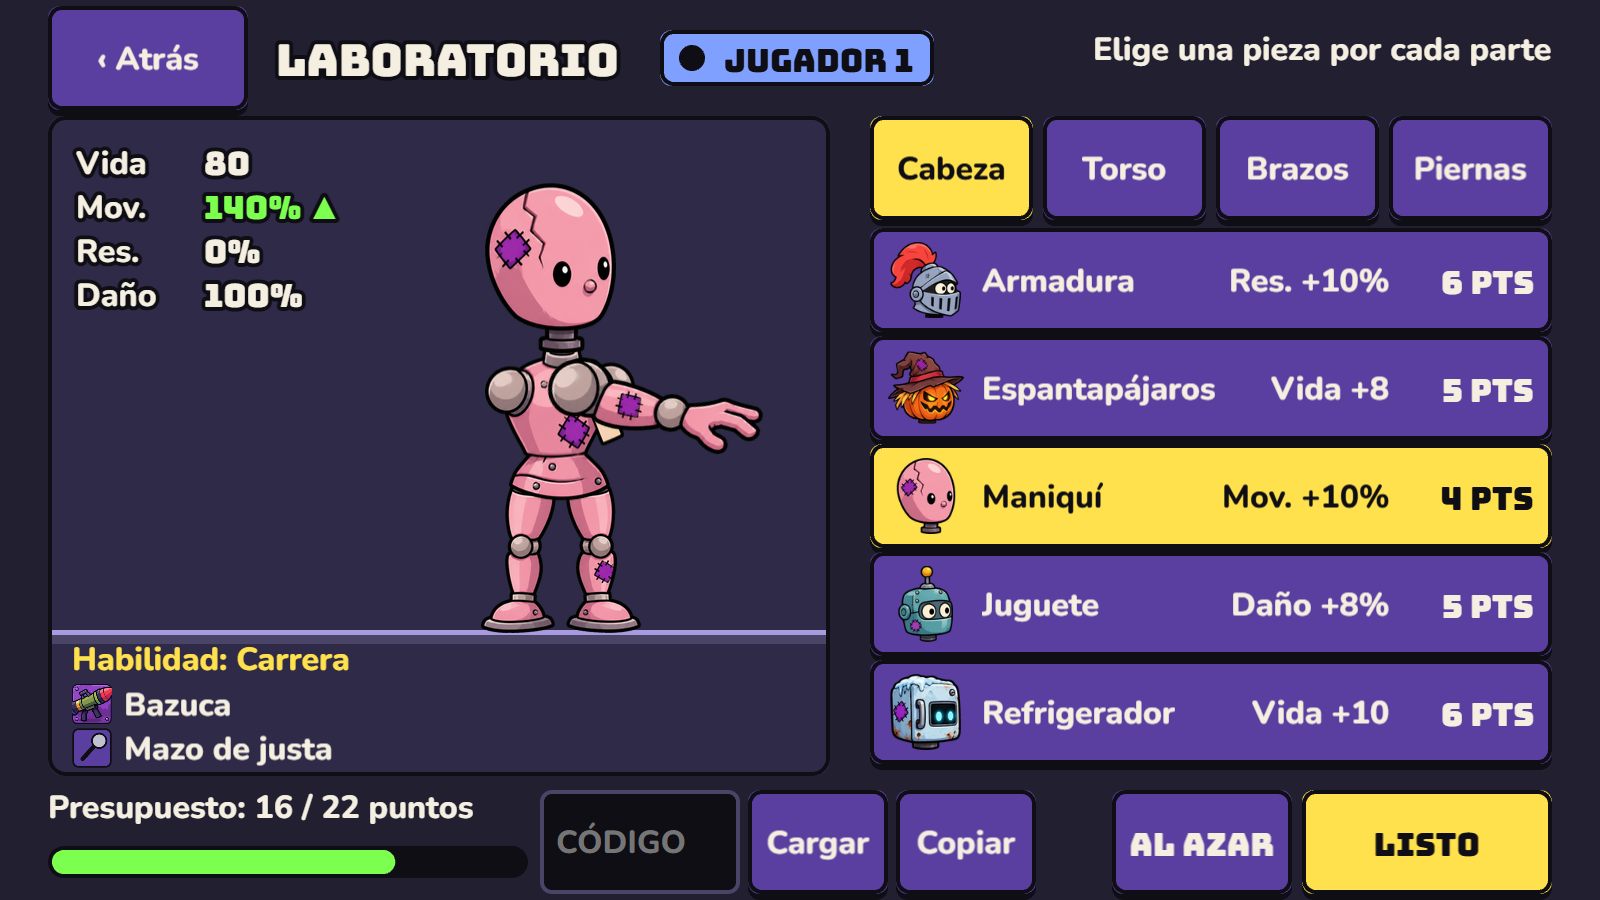 ‹ Atrás
LABORATORIO
JUGADOR 1
Elige una pieza por cada parte
Vida 80
Mov. 140% ▲
Res. 0%
Daño 100%
Habilidad: Carrera
Bazuca
Mazo de justa
Cabeza
Torso
Brazos
Piernas
Armadura Res. +10% 6 PTS
Espantapájaros Vida +8 5 PTS
Maniquí Mov. +10% 4 PTS
Juguete Daño +8% 5 PTS
Refrigerador Vida +10 6 PTS
Presupuesto: 16 / 22 puntos
CÓDIGO
Cargar
Copiar
AL AZAR
LISTO